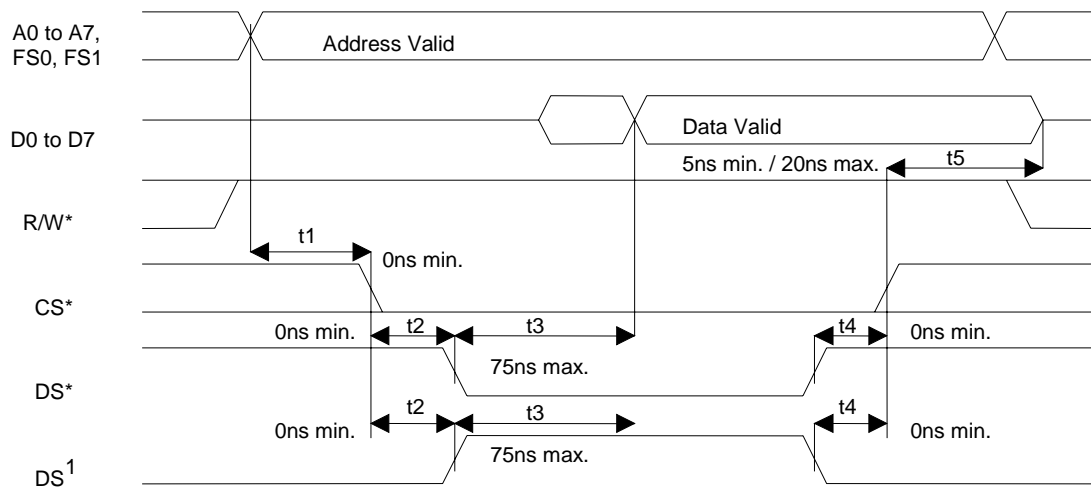 A0 to A7,
FS0, FS1
Address Valid
D0 to D7
Data Valid
5ns min. / 20ns max.
t5
R/W*
t1
0ns min.
CS*
0ns min.
t2
t3
t4
0ns min.
75ns max.
DS*
0ns min.
t2
t3
t4
0ns min.
75ns max.
DS1